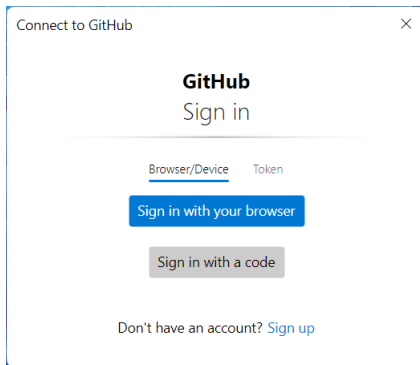 Connect to GitHub
GitHub
Sign in
Browser/Device Token
Sign in with your browser
Sign in with a code
Don't have an account? Sign up